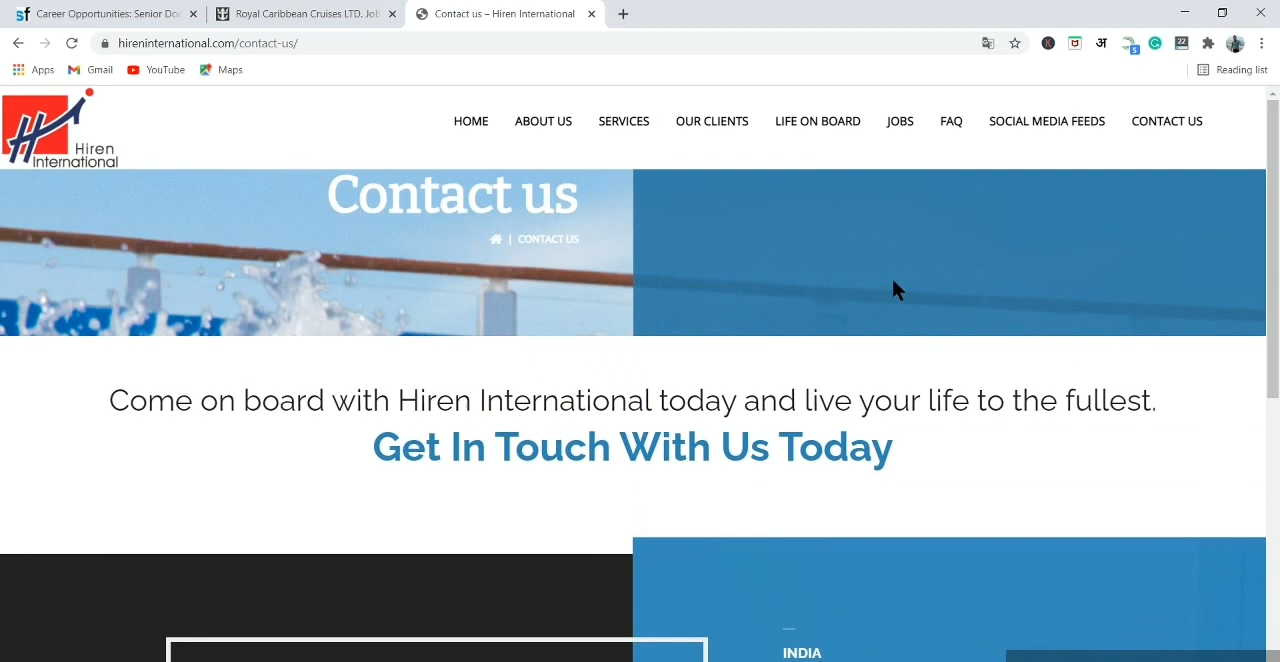 Career Opportunities: Senior Do
Royal Caribbean Cruises LTD. Job
Contact us – Hiren International
hireninternational.com/contact-us/
Apps
Gmail
YouTube
Maps
Reading list
Hiren
International
HOME
ABOUT US
SERVICES
OUR CLIENTS
LIFE ON BOARD
JOBS
FAQ
SOCIAL MEDIA FEEDS
CONTACT US
Contact us
| CONTACT US
Come on board with Hiren International today and live your life to the fullest.
Get In Touch With Us Today
INDIA